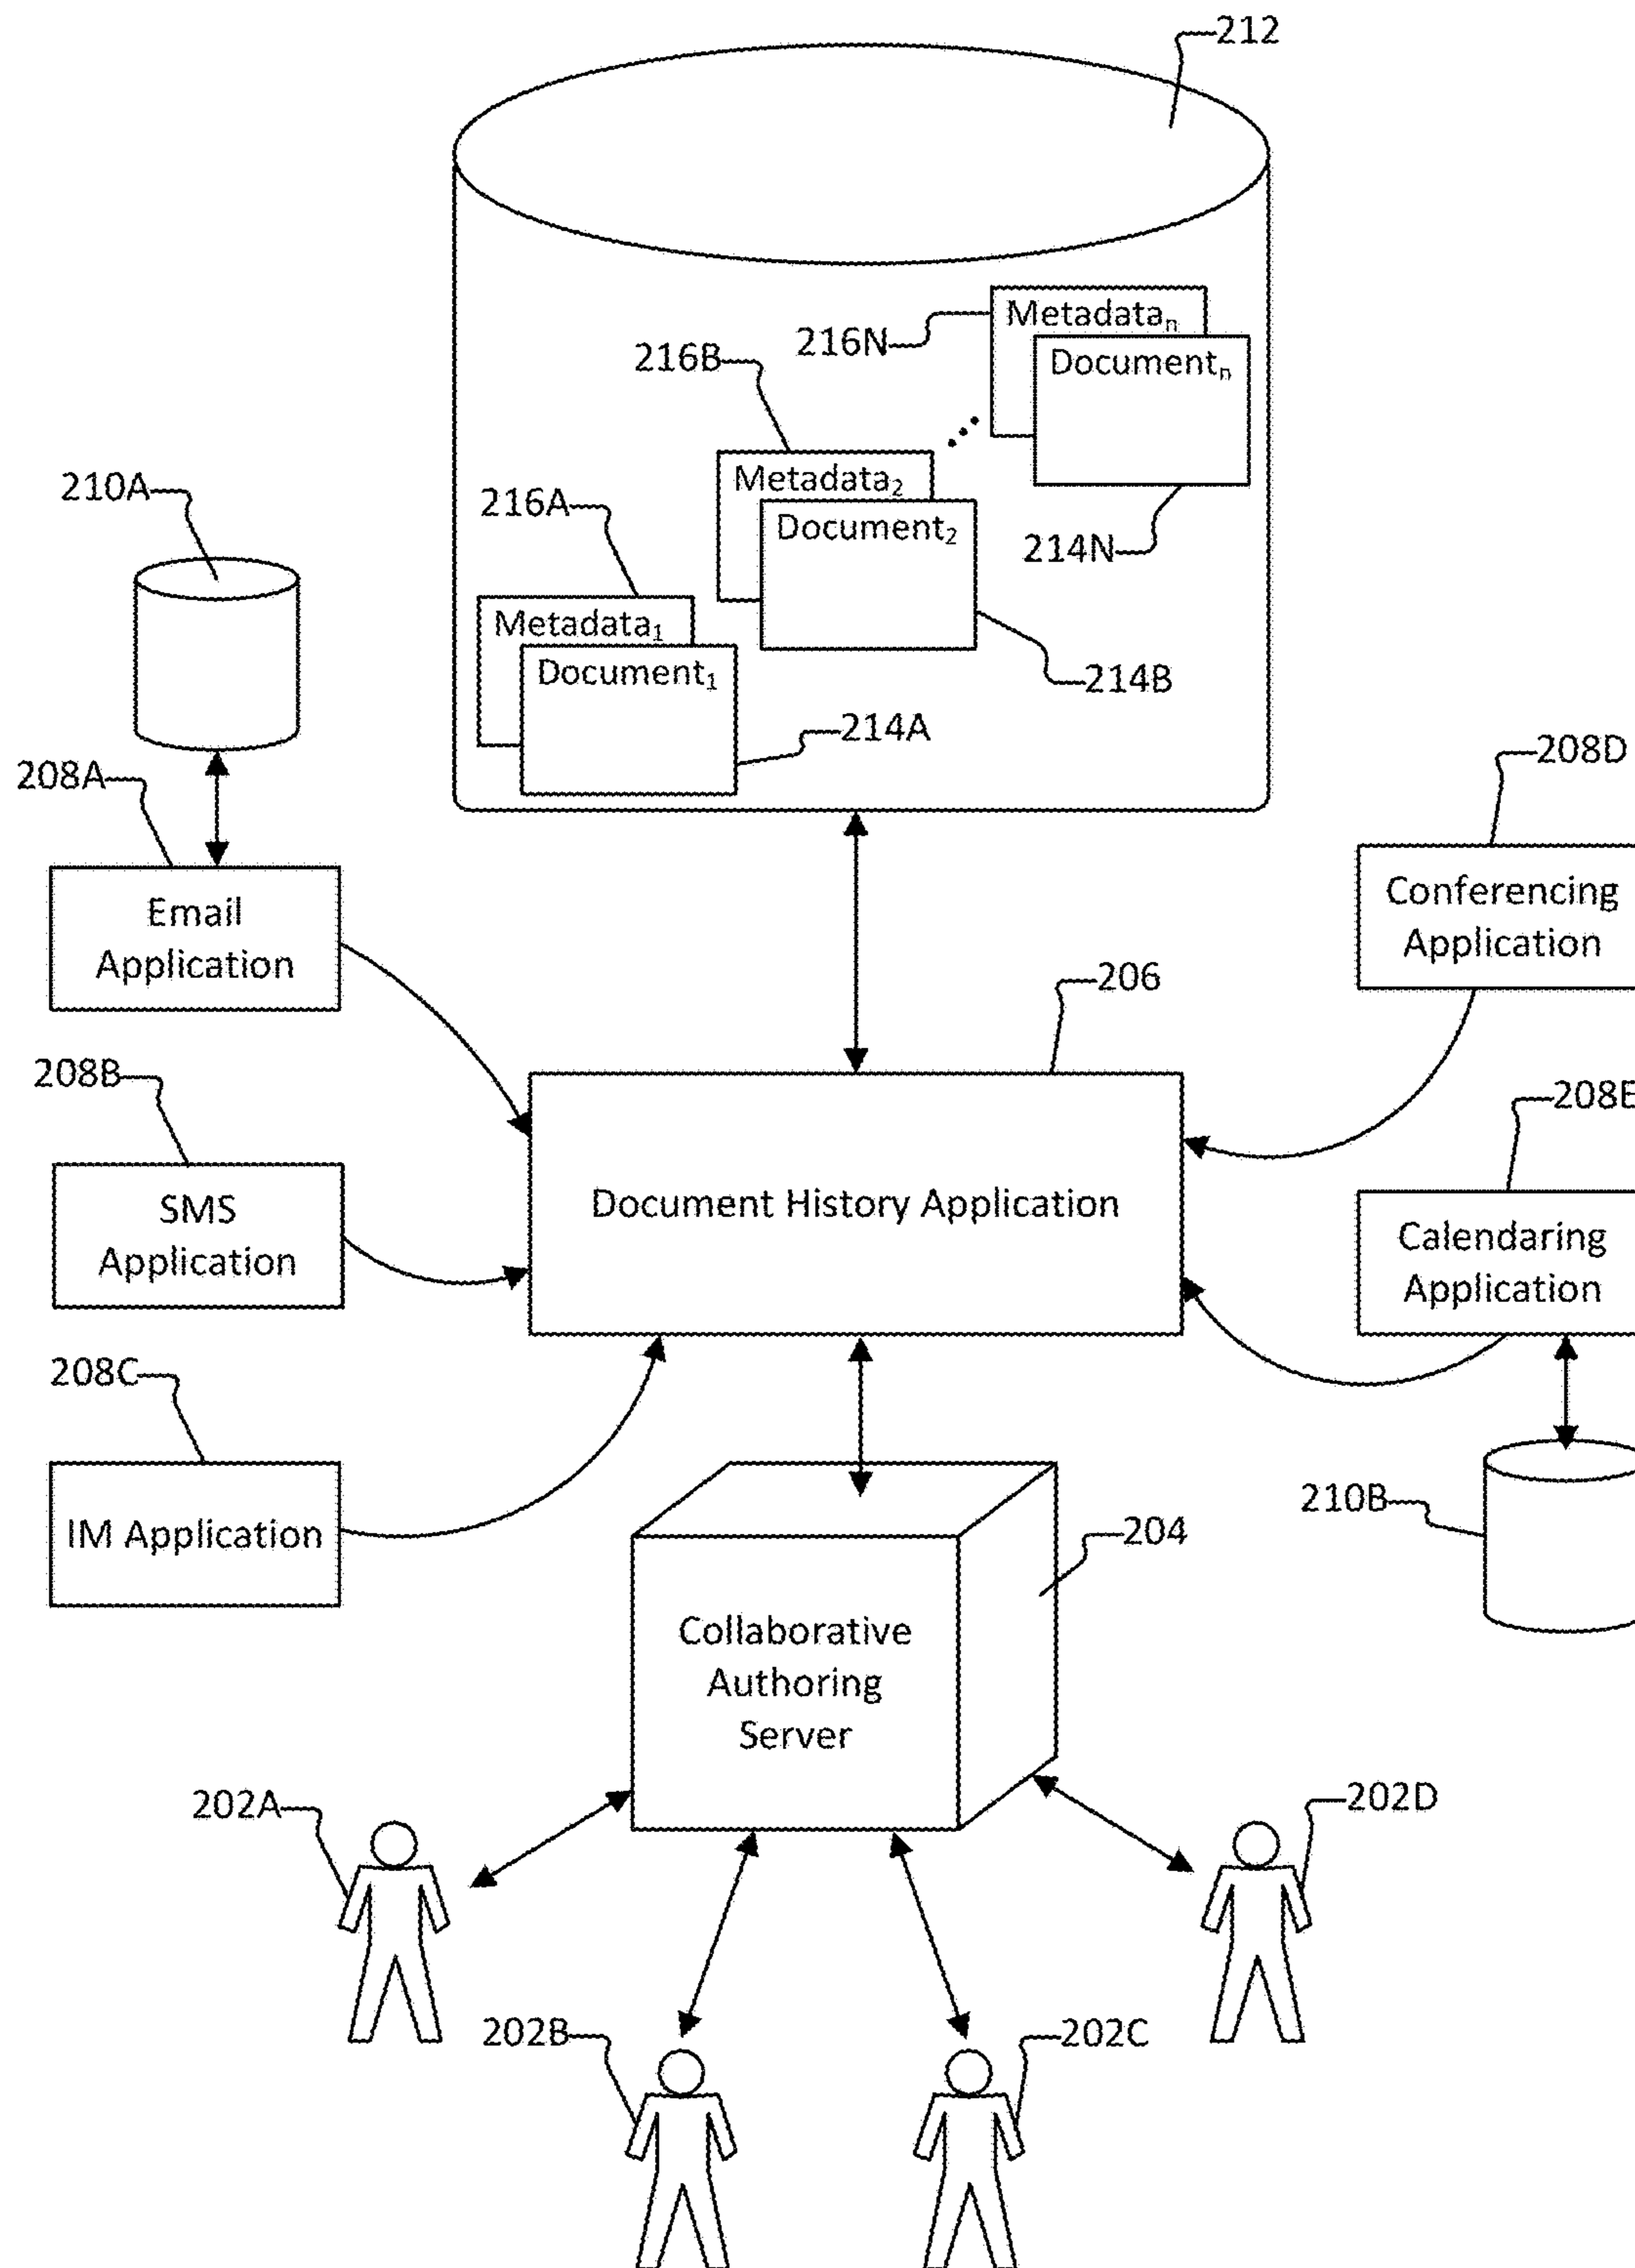 212
Metadataₙ
216N
Documentₙ
216B
Metadata₂
210A
216A
Document₂
214N
Metadata₁
Document₁
214B
214A
208D
208A
Conferencing
Application
Email
Application
206
208B
208E
Document History Application
SMS
Application
Calendaring
Application
208C
210B
IM Application
204
Collaborative
Authoring
Server
202A
202D
202B
202C